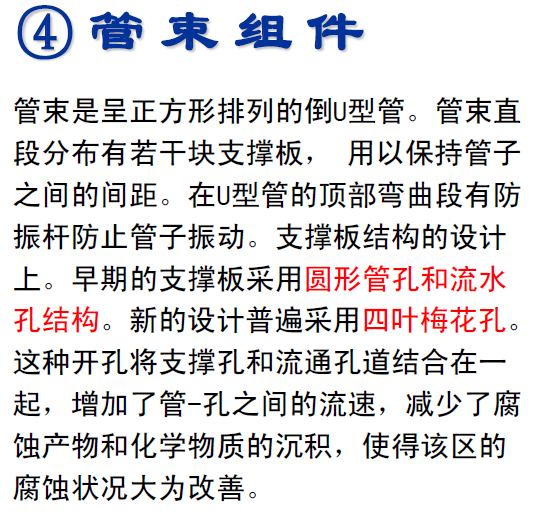 ④管束组件
管束是呈正方形排列的倒U型管。管束直
段分布有若干块支撑板， 用以保持管子
之间的间距。在U型管的顶部弯曲段有防
振杆防止管子振动。支撑板结构的设计
上。早期的支撑板采用圆形管孔和流水
孔结构。新的设计普遍采用四叶梅花孔。
这种开孔将支撑孔和流通孔道结合在一
起，增加了管-孔之间的流速，减少了腐
蚀产物和化学物质的沉积，使得该区的
腐蚀状况大为改善。